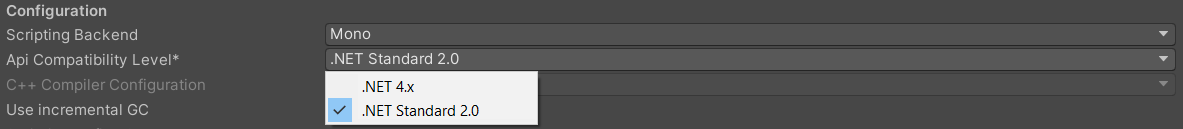 Configuration
Scripting Backend Mono
Api Compatibility Level* .NET Standard 2.0
.NET 4.x
C++ Compiler Configuration
.NET Standard 2.0
Use incremental GC